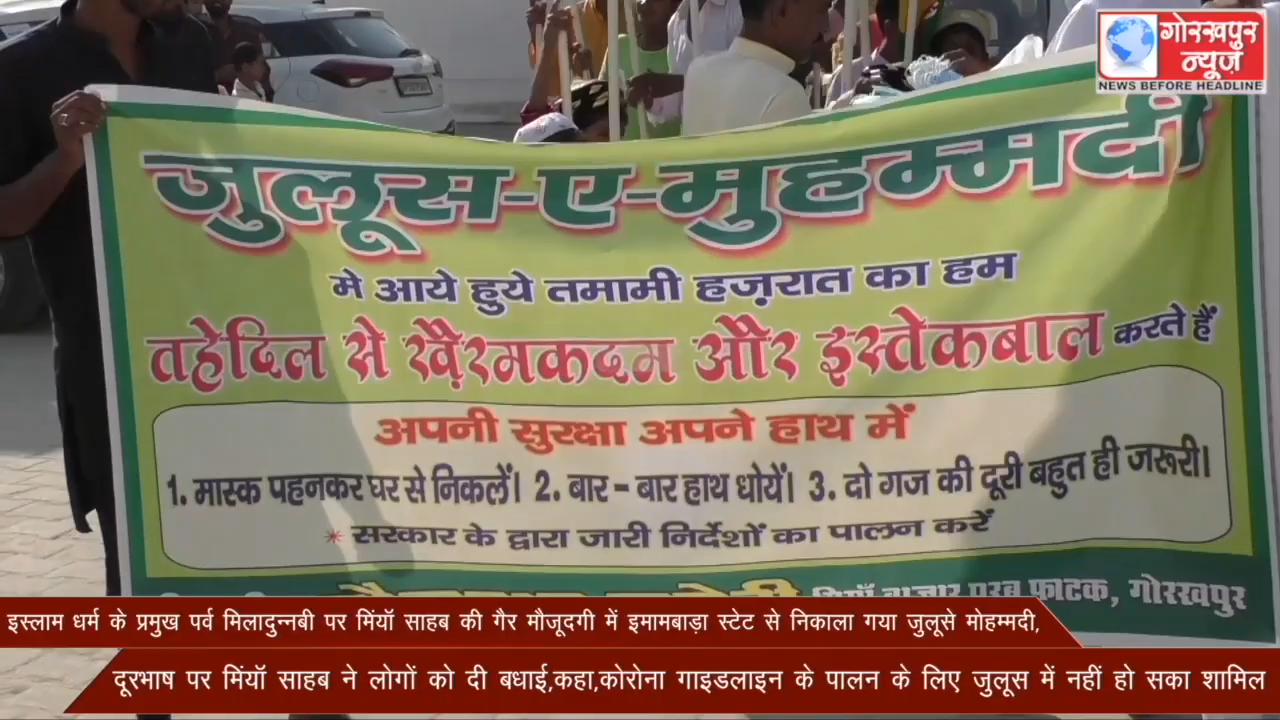 गोरखपुर
न्यूज़
NEWS BEFORE HEADLINE
जुलूस-ए-मुहम्मदी
मे आये हुये तमामी हज़रात का हम
तहेदिल से ख़ैरमकदम और इस्तेकबाल करते हैं
अपनी सुरक्षा अपने हाथ में
1. मास्क पहनकर घर से निकलें। 2. बार - बार हाथ धोयें। 3. दो गज की दूरी बहुत ही जरूरी।
* सरकार के द्वारा जारी निर्देशों का पालन करें
फाटक, गोरखपुर
इस्लाम धर्म के प्रमुख पर्व मिलादुन्नबी पर मिंयॉ साहब की गैर मौजूदगी में इमामबाड़ा स्टेट से निकाला गया जुलूसे मोहम्मदी,
दूरभाष पर मिंयॉ साहब ने लोगों को दी बधाई,कहा,कोरोना गाइडलाइन के पालन के लिए जुलूस में नहीं हो सका शामिल